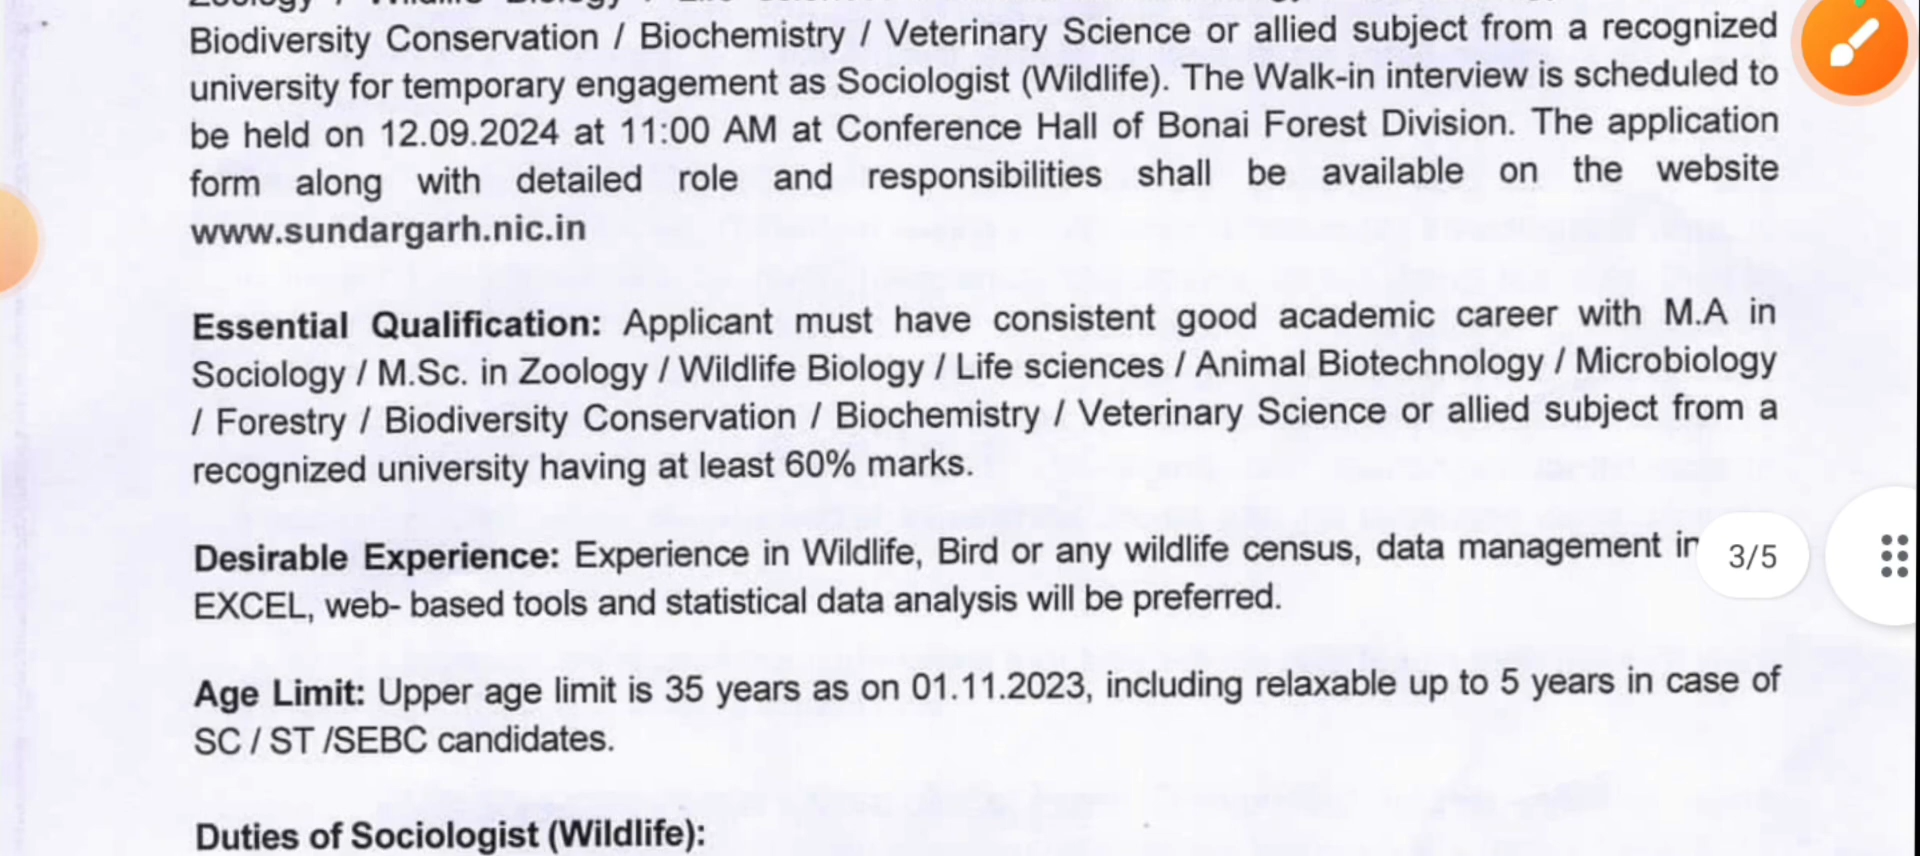 Biodiversity Conservation / Biochemistry / Veterinary Science or allied subject from a recognized
university for temporary engagement as Sociologist (Wildlife). The Walk-in interview is scheduled to
be held on 12.09.2024 at 11:00 AM at Conference Hall of Bonai Forest Division. The application
form along with detailed role and responsibilities shall be available on the website
www.sundargarh.nic.in
Essential Qualification: Applicant must have consistent good academic career with M.A in
Sociology / M.Sc. in Zoology / Wildlife Biology / Life sciences / Animal Biotechnology / Microbiology
/ Forestry / Biodiversity Conservation / Biochemistry / Veterinary Science or allied subject from a
recognized university having at least 60% marks.
Desirable Experience: Experience in Wildlife, Bird or any wildlife census, data management in
3/5
EXCEL, web- based tools and statistical data analysis will be preferred.
Age Limit: Upper age limit is 35 years as on 01.11.2023, including relaxable up to 5 years in case of
SC / ST /SEBC candidates.
Duties of Sociologist (Wildlife):